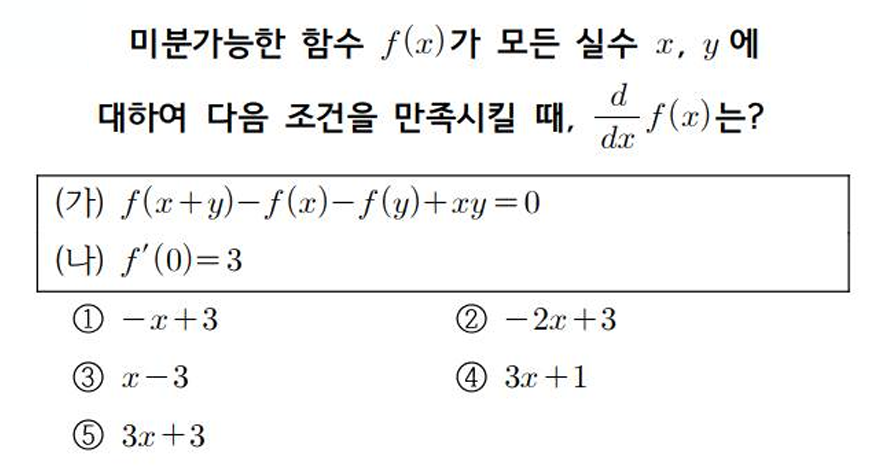 미분가능한 함수 f(x)가 모든 실수 x, y 에
대하여 다음 조건을 만족시킬 때, d/dx f(x)는?
(가) f(x+y)−f(x)−f(y)+xy=0
(나) f′(0)=3
① −x+3 ② −2x+3
③ x−3 ④ 3x+1
⑤ 3x+3